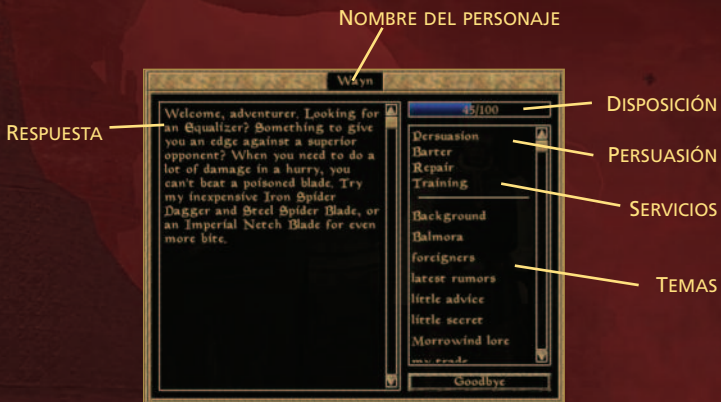 NOMBRE DEL PERSONAJE
Wayn
RESPUESTA
Welcome, adventurer. Looking for
an Equalizer? Something to give
you an edge against a superior
opponent? When you need to do a
lot of damage in a hurry, you
can't beat a poisoned blade. Try
my inexpensive Iron Spider
Dagger and Steel Spider Blade, or
an Imperial Netch Blade for even
more bite.
45/100
DISPOSICIÓN
Persuasion
PERSUASIÓN
Barter
Repair
Training
SERVICIOS
Background
Balmora
foreigners
latest rumors
TEMAS
little advice
little secret
Morrowind lore
my trade
Goodbye